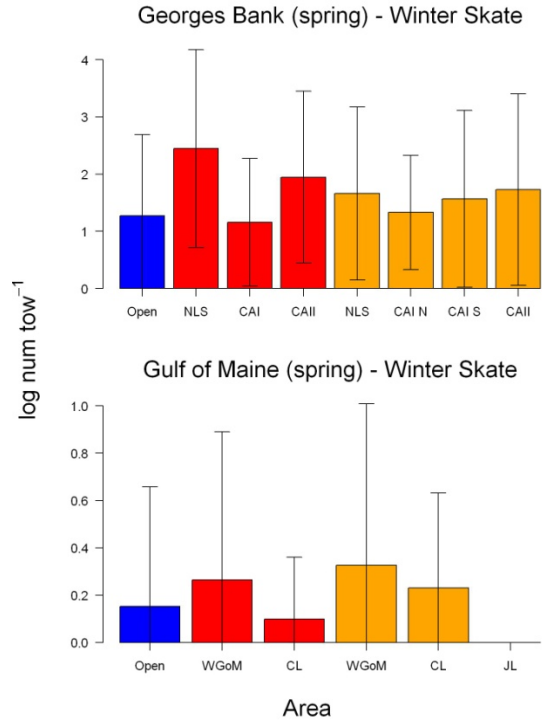 Georges Bank (spring) - Winter Skate
4
3
2
1
0
Open NLS CAI CAII NLS CAI N CAI S CAII
log num tow⁻¹
Gulf of Maine (spring) - Winter Skate
1.0
0.8
0.6
0.4
0.2
0.0
Open WGoM CL WGoM CL JL
Area